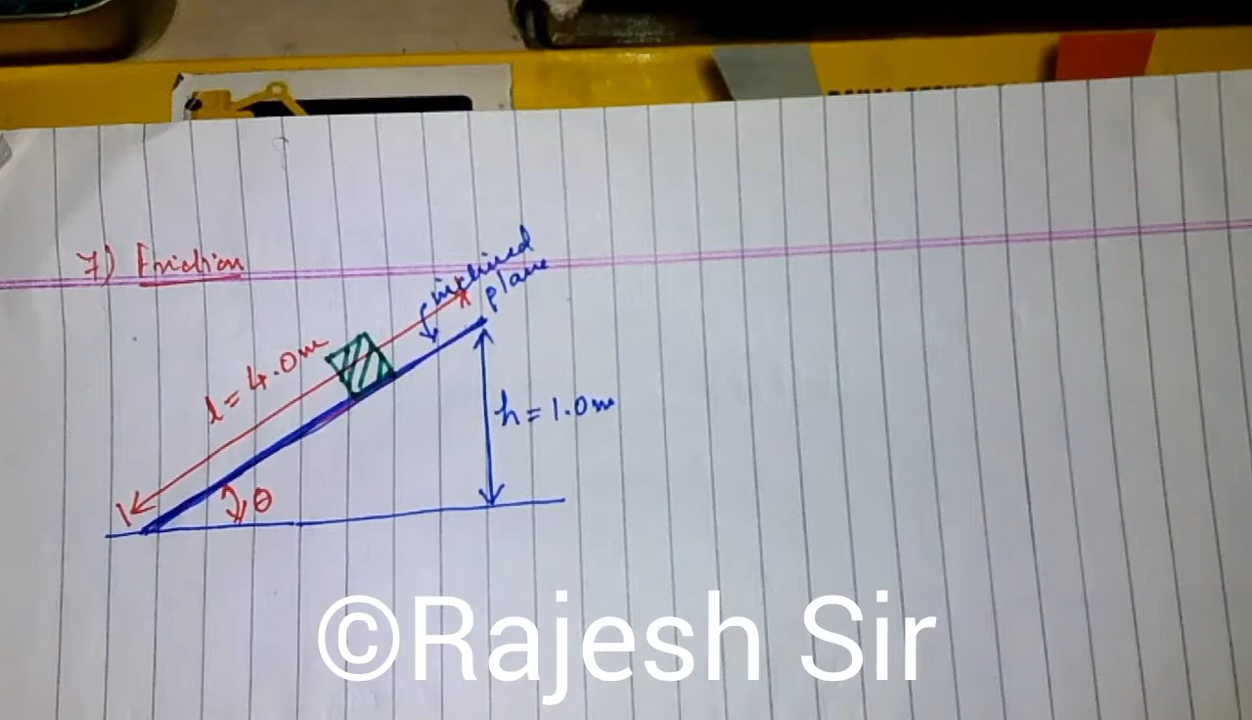 7) Friction
inclined
plane
l = 4.0m
h = 1.0m
θ
©Rajesh Sir